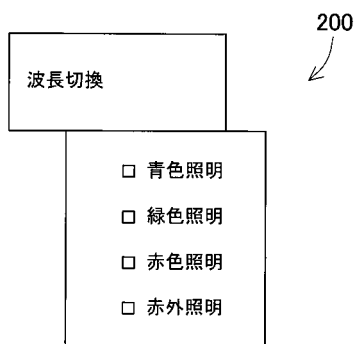 200
波長切換
□ 青色照明
□ 緑色照明
□ 赤色照明
□ 赤外照明